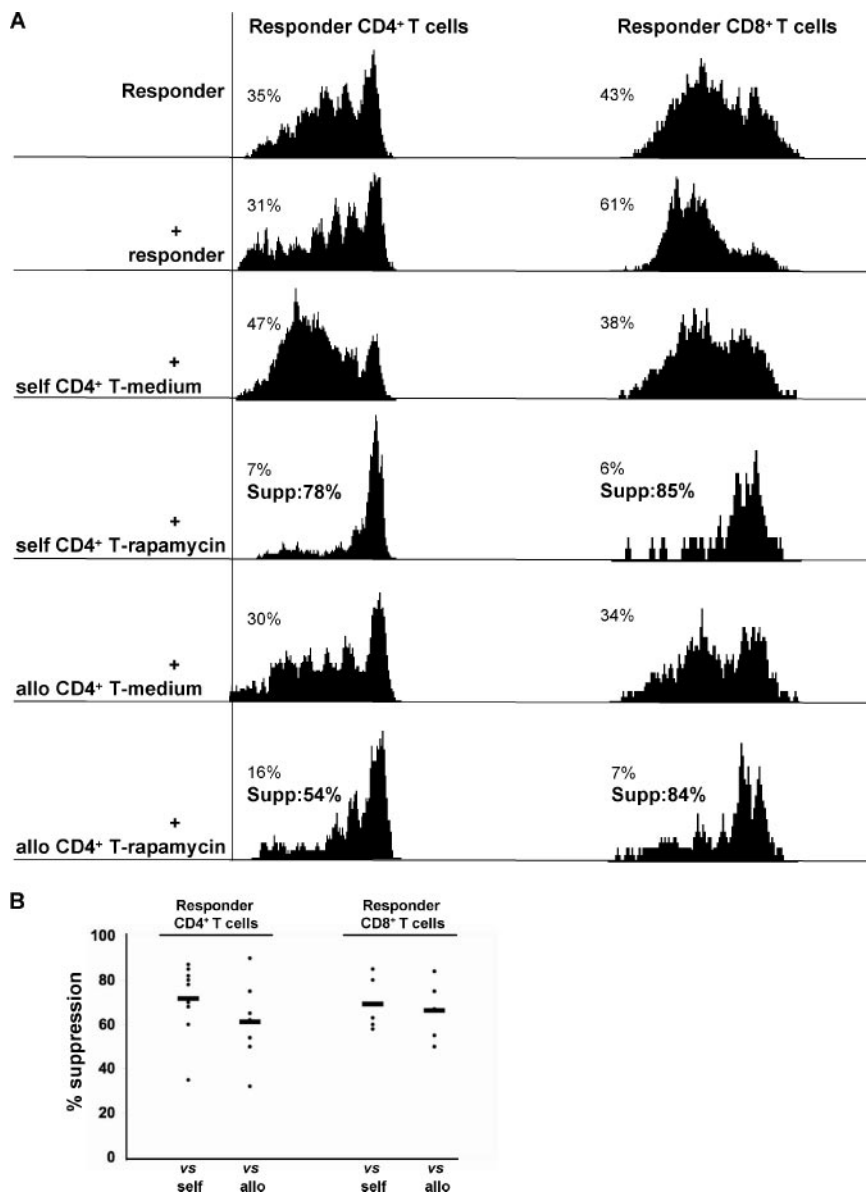 A
Responder CD4+ T cells
Responder CD8+ T cells
Responder
35%
43%
+
responder
31%
61%
+
self CD4+ T-medium
47%
38%
+
self CD4+ T-rapamycin
7%
Supp:78%
6%
Supp:85%
+
allo CD4+ T-medium
30%
34%
+
allo CD4+ T-rapamycin
16%
Supp:54%
7%
Supp:84%
B
Responder
CD4+ T cells
Responder
CD8+ T cells
% suppression
100
80
60
40
20
0
vs
self
vs
allo
vs
self
vs
allo